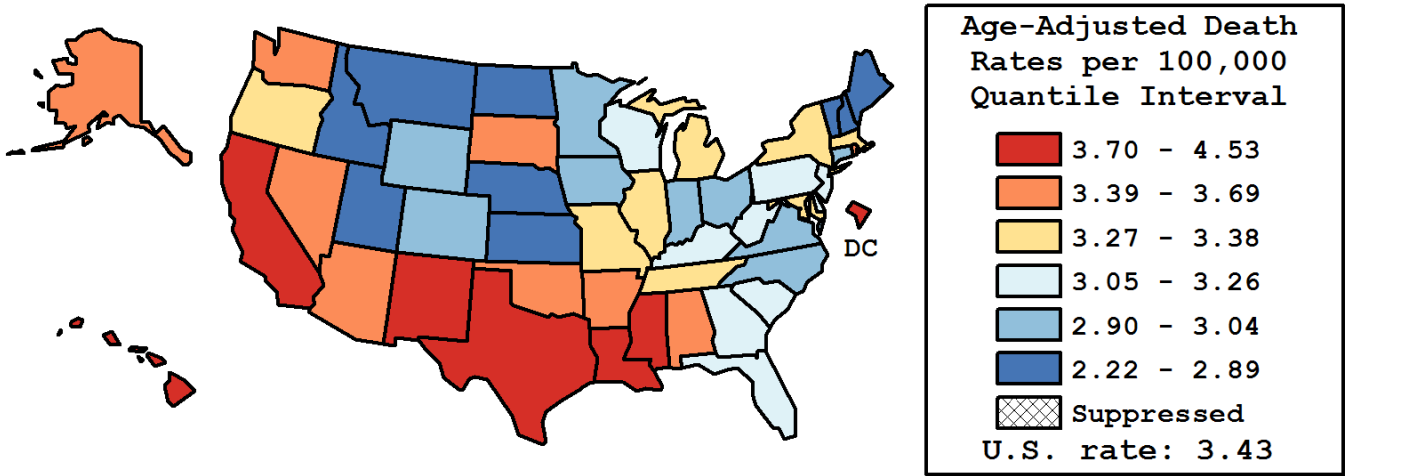 DC
Age-Adjusted Death
Rates per 100,000
Quantile Interval
3.70 - 4.53
3.39 - 3.69
3.27 - 3.38
3.05 - 3.26
2.90 - 3.04
2.22 - 2.89
Suppressed
U.S. rate: 3.43